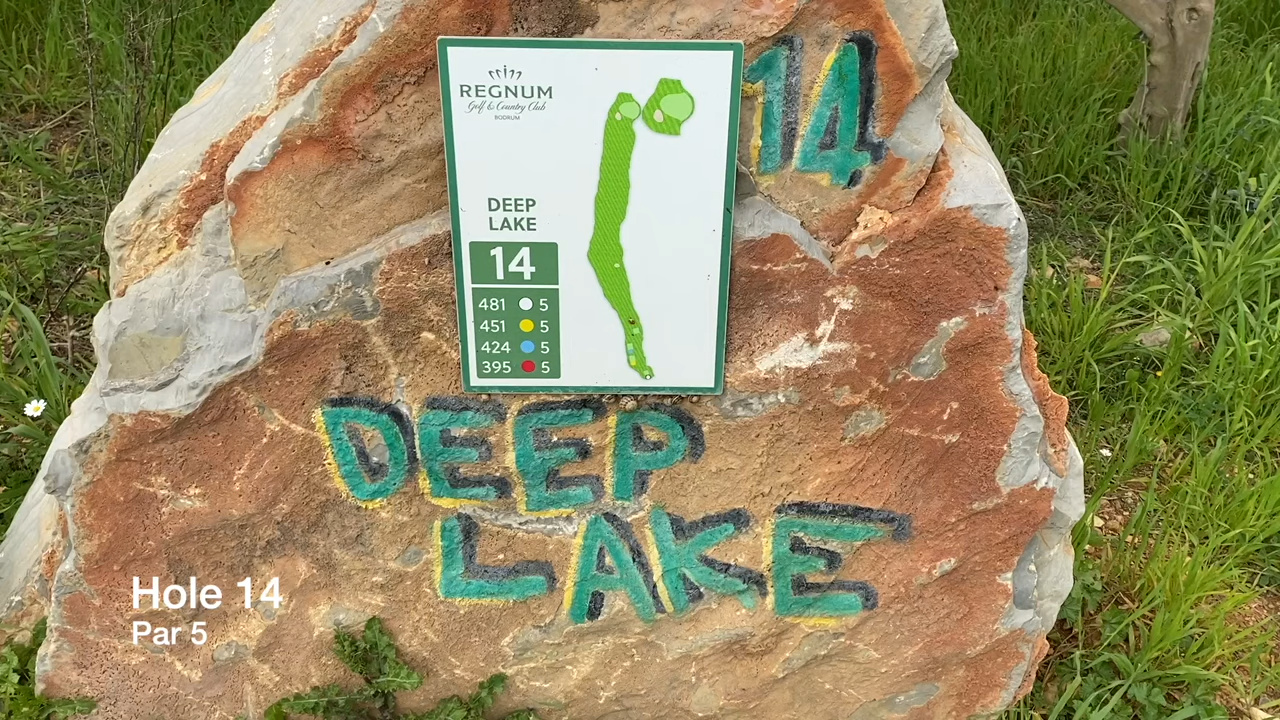 REGNUM
Golf & Country Club
BODRUM
DEEP
LAKE
14
481 5
451 5
424 5
395 5
14
DEEP
LAKE
Hole 14
Par 5